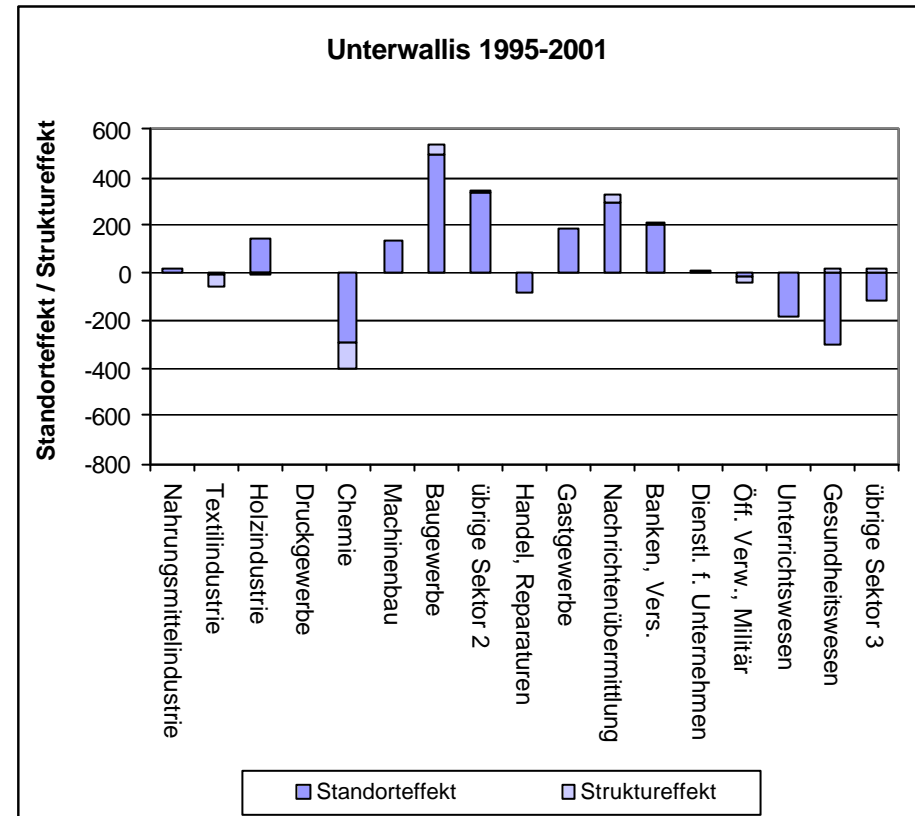 Unterwallis 1995-2001
Standorteffekt / Struktureffekt
600
400
200
0
-200
-400
-600
-800
Nahrungsmittelindustrie
Textilindustrie
Holzindustrie
Druckgewerbe
Chemie
Machinenbau
Baugewerbe
übrige Sektor 2
Handel, Reparaturen
Gastgewerbe
Nachrichtenübermittlung
Banken, Vers.
Dienstl. f. Unternehmen
Öff. Verw., Militär
Unterrichtswesen
Gesundheitswesen
übrige Sektor 3
Standorteffekt
Struktureffekt